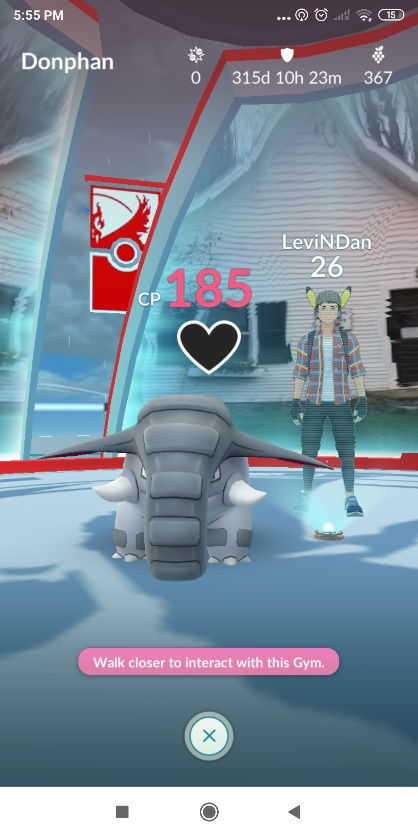 5:55 PM
15
Donphan
0
315d 10h 23m
367
LeviNDan
26
CP 185
Walk closer to interact with this Gym.